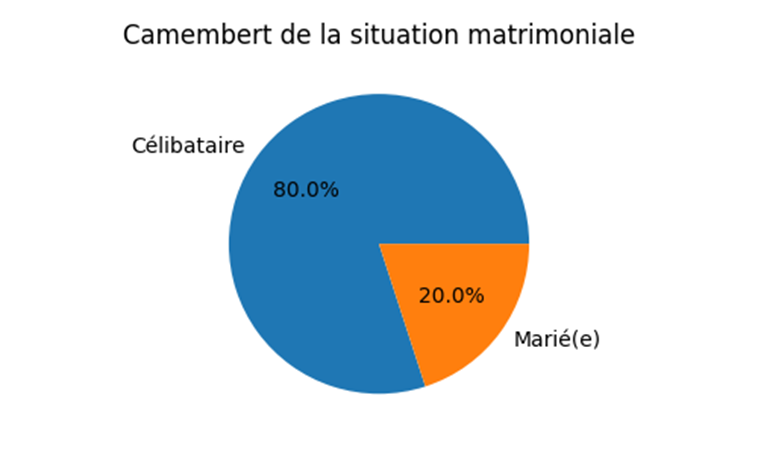 Camembert de la situation matrimoniale
Célibataire
80.0%
20.0%
Marié(e)